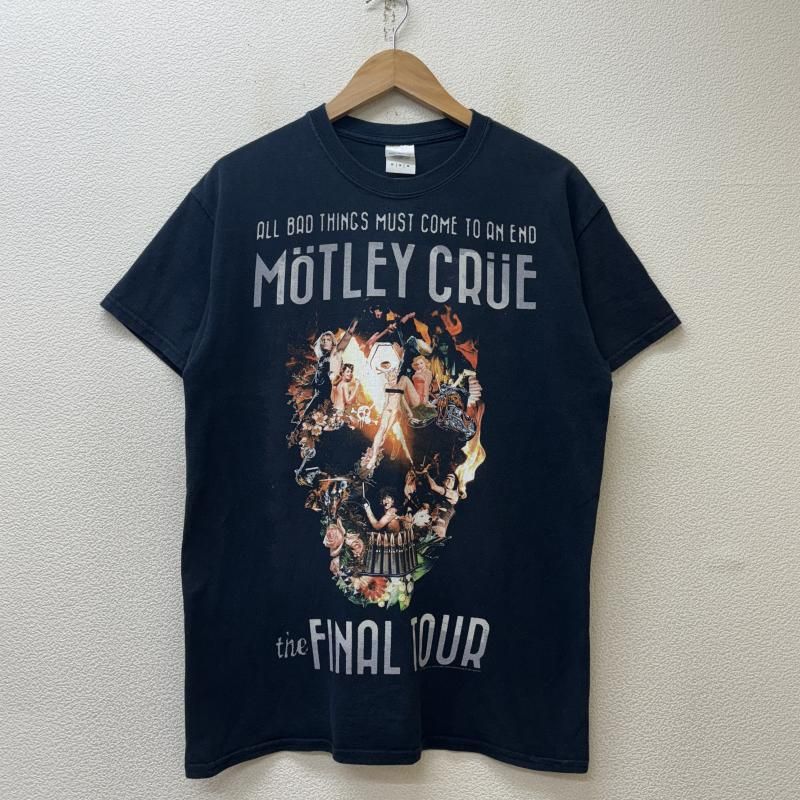 ALL BAD THINGS MUST COME TO AN END
MÖTLEY CRÜE
the FINAL TOUR